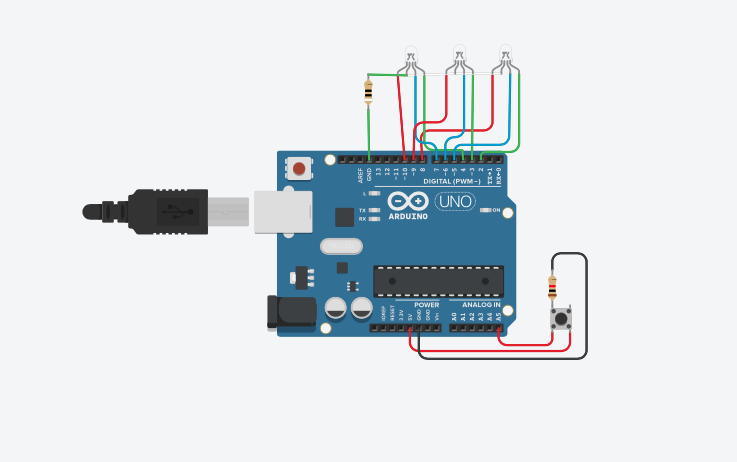 AREF
GND
13
12
~11
~10
~9
8
7
~6
~5
4
~3
2
TX→1
RX←0
DIGITAL (PWM~)
L
TX
RX
ARDUINO
UNO
ON
POWER
ANALOG IN
IOREF
RESET
3.3V
5V
GND
GND
Vin
A0
A1
A2
A3
A4
A5